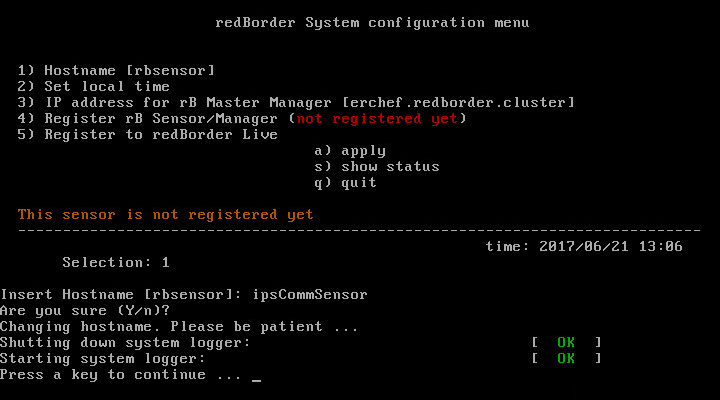 redBorder System configuration menu
1) Hostname [rbsensor]
2) Set local time
3) IP address for rB Master Manager [erchef.redborder.cluster]
4) Register rB Sensor/Manager (not registered yet)
5) Register to redBorder Live
a) apply
s) show status
q) quit
This sensor is not registered yet
-----------------------------------------------------------------------------
time: 2017/06/21 13:06
Selection: 1
Insert Hostname [rbsensor]: ipsCommSensor
Are you sure (Y/n)?
Changing hostname. Please be patient ...
Shutting down system logger: [ OK ]
Starting system logger: [ OK ]
Press a key to continue ... _